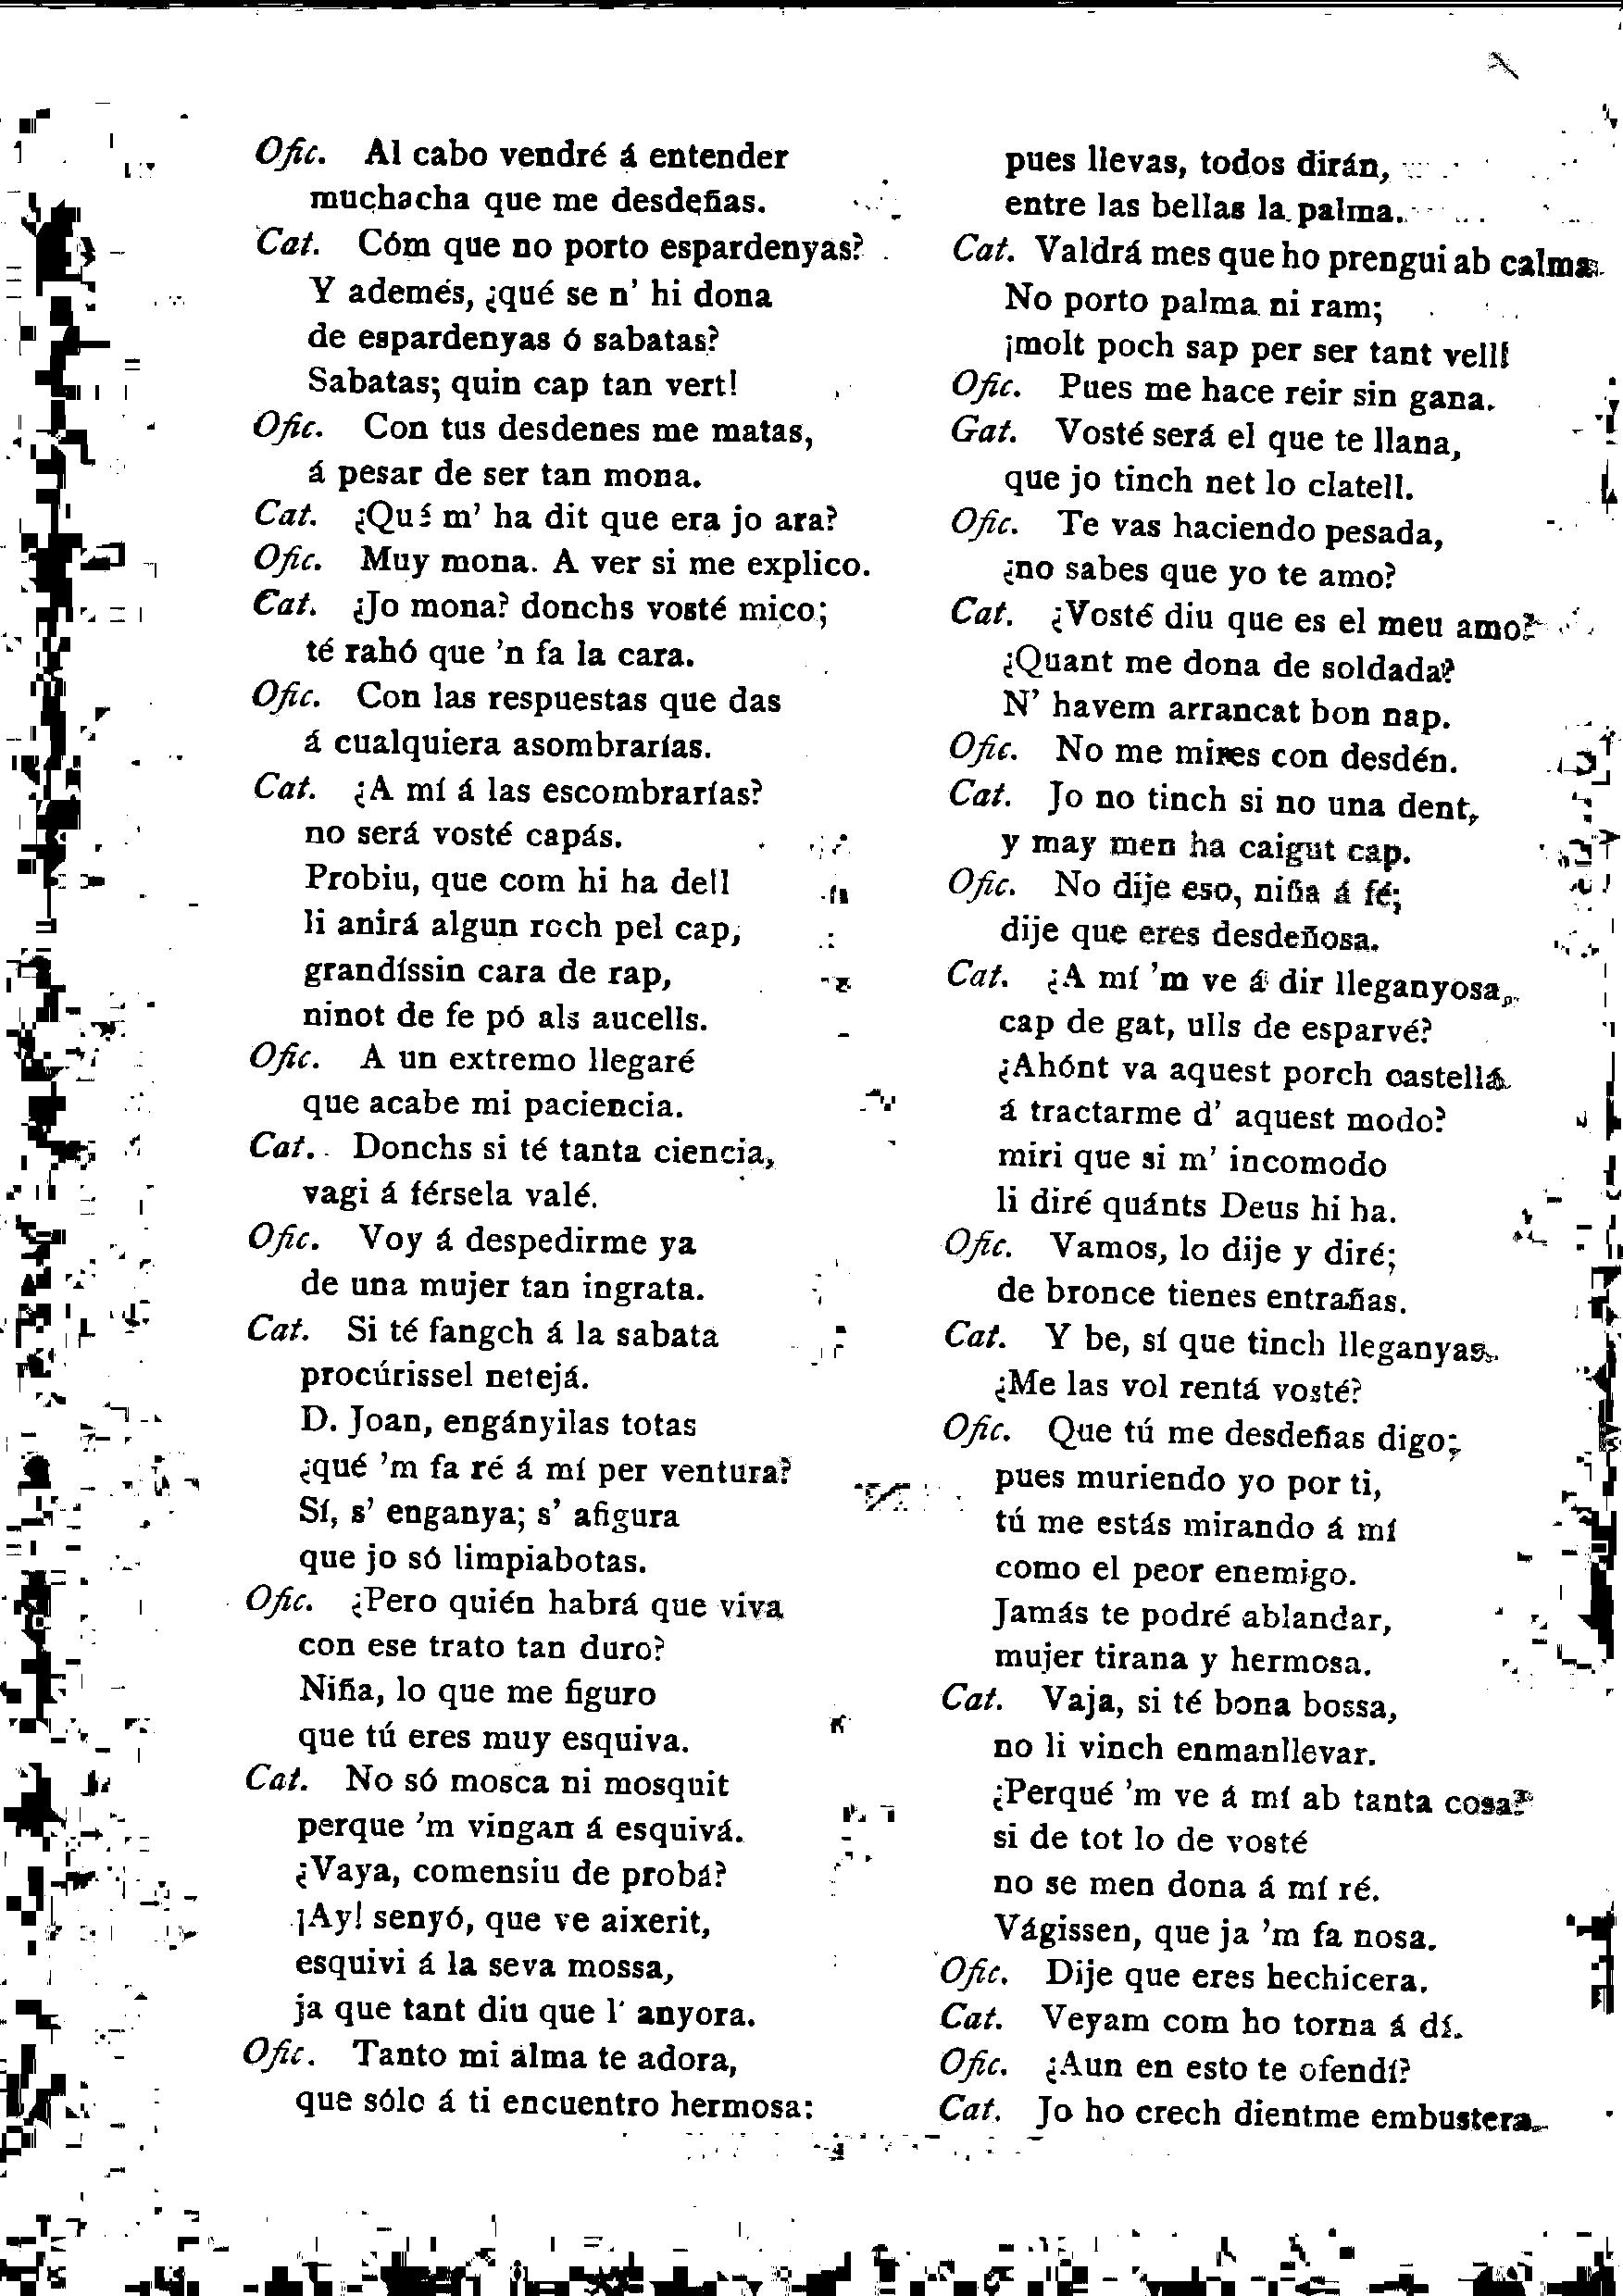 Ofic. Al cabo vendré á entender
muchacha que me desdeñas.
Cat. Cóm que no porto espardenyas?
Y ademés, ¿qué se n' hi dona
de espardenyas ó sabatas?
Sabatas; quin cap tan vert!
Ofic. Con tus desdenes me matas,
á pesar de ser tan mona.
Cat. ¿Qué m' ha dit que era jo ara?
Ofic. Muy mona. A ver si me explico.
Cat. ¿Jo mona? donchs vosté mico;
té rahó que 'n fa la cara.
Ofic. Con las respuestas que das
á cualquiera asombrarías.
Cat. ¿A mí á las escombrarías?
no será vosté capás.
Probiu, que com hi ha dell
li anirá algun roch pel cap,
grandíssin cara de rap,
ninot de fe pó als aucells.
Ofic. A un extremo llegaré
que acabe mi paciencia.
Cat. Donchs si té tanta ciencia,
vagi á férsela valé.
Ofic. Voy á despedirme ya
de una mujer tan ingrata.
Cat. Si té fangch á la sabata
procúrissel netejá.
D. Joan, engányilas totas
¿qué 'm fa ré á mí per ventura?
Sí, s' enganya; s' afigura
que jo só limpiabotas.
Ofic. ¿Pero quién habrá que viva
con ese trato tan duro?
Niña, lo que me figuro
que tú eres muy esquiva.
Cat. No só mosca ni mosquit
perque 'm vingan á esquivá.
¿Vaya, comensiu de probá?
¡Ay! senyó, que ve aixerit,
esquivi á la seva mossa,
ja que tant diu que l' anyora.
Ofic. Tanto mi alma te adora,
que sólo á ti encuentro hermosa:
pues llevas, todos dirán,
entre las bellas la palma.
Cat. Valdrá mes que ho prengui ab calma.
No porto palma ni ram;
¡molt poch sap per ser tant vell!
Ofic. Pues me hace reir sin gana.
Gat. Vosté será el que te llana,
que jo tinch net lo clatell.
Ofic. Te vas haciendo pesada,
¿no sabes que yo te amo?
Cat. ¿Vosté diu que es el meu amo?
¿Quant me dona de soldada?
N' havem arrancat bon nap.
Ofic. No me mires con desdén.
Cat. Jo no tinch si no una dent,
y may men ha caigut cap.
Ofic. No dije eso, niña á fé;
dije que eres desdeñosa.
Cat. ¿A mí 'm ve á dir lleganyosa,
cap de gat, ulls de esparvé?
¿Ahónt va aquest porch castellá
á tractarme d' aquest modo?
miri que si m' incomodo
li diré quánts Deus hi ha.
Ofic. Vamos, lo dije y diré;
de bronce tienes entrañas.
Cat. Y be, sí que tinch lleganyas.
¿Me las vol rentá vosté?
Ofic. Que tú me desdeñas digo;
pues muriendo yo por ti,
tú me estás mirando á mí
como el peor enemigo.
Jamás te podré ablandar,
mujer tirana y hermosa.
Cat. Vaja, si té bona bossa,
no li vinch enmanllevar.
¿Perqué 'm ve á mí ab tanta cosa?
si de tot lo de vosté
no se men dona á mí ré.
Vágissen, que ja 'm fa nosa.
Ofic. Dije que eres hechicera.
Cat. Veyam com ho torna á dí.
Ofic. ¿Aun en esto te ofendí?
Cat. Jo ho crech dientme embustera.